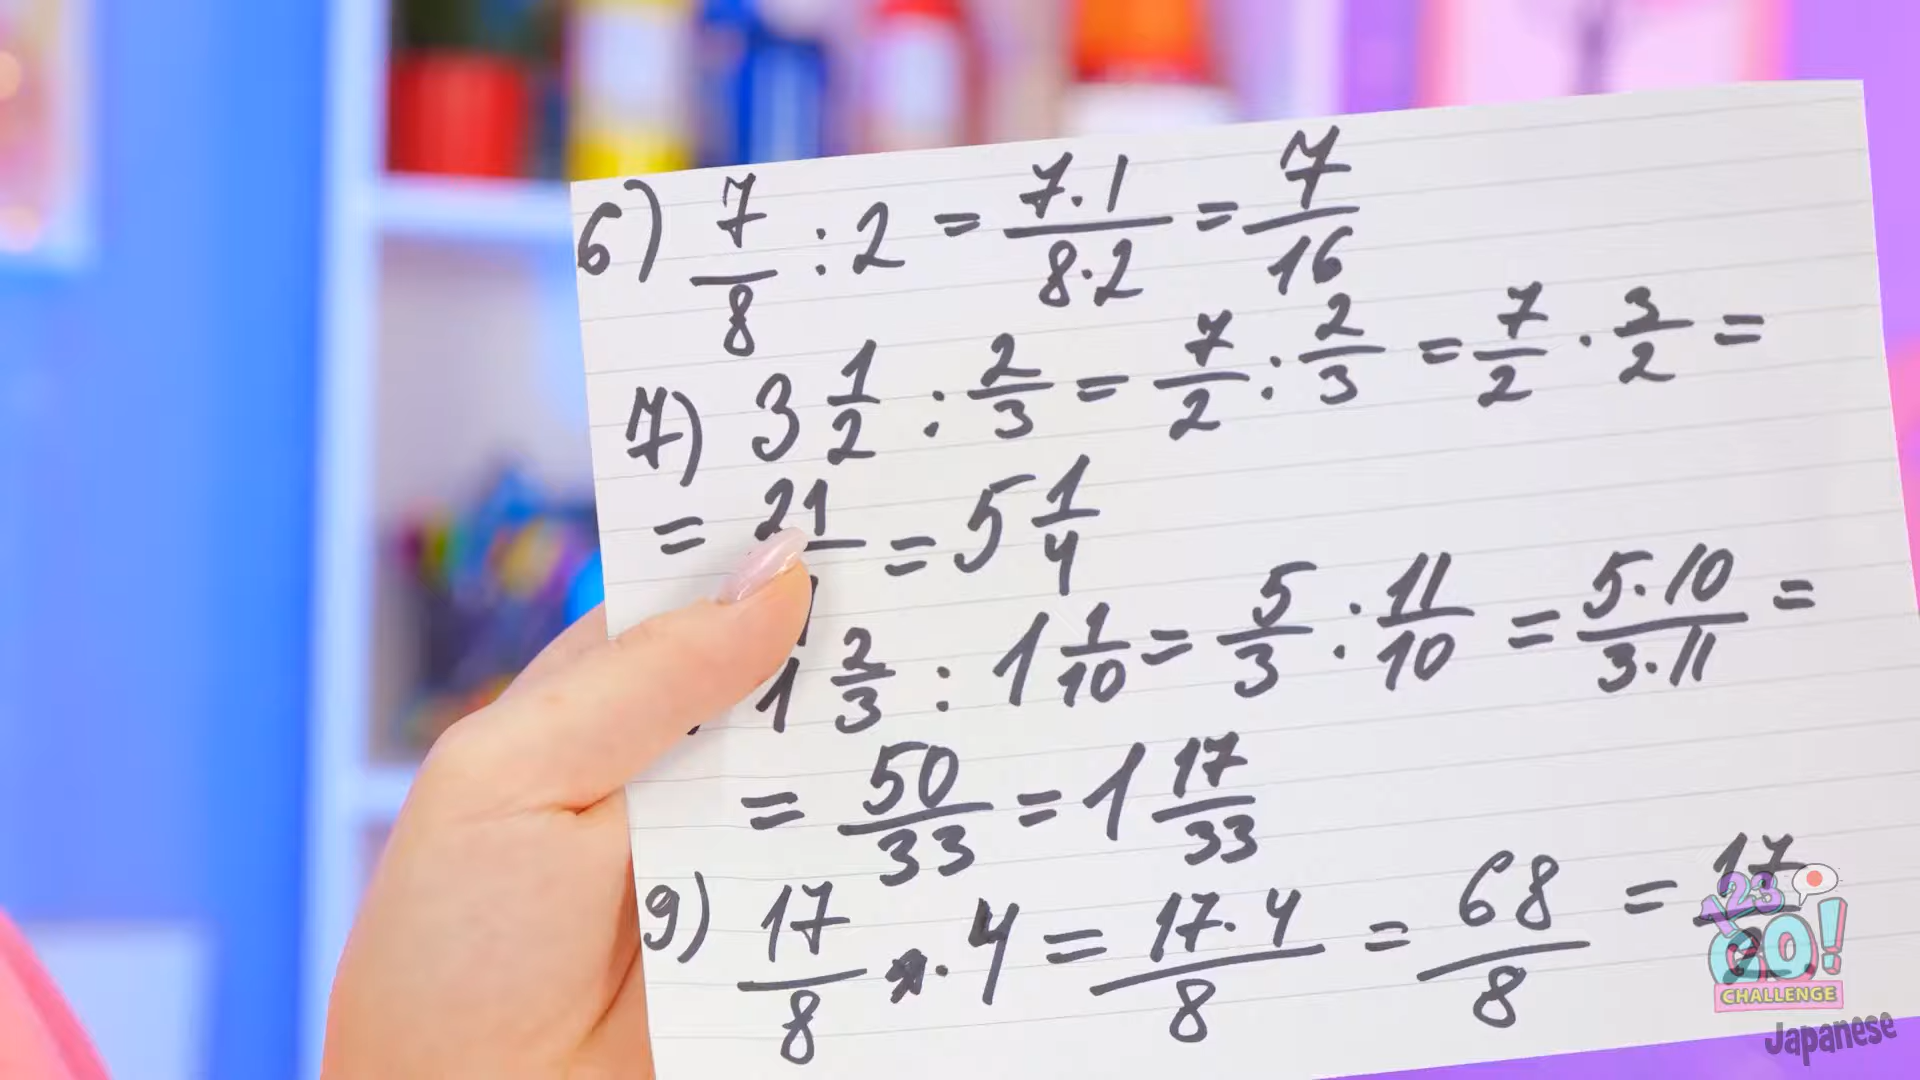 6) 7/8 : 2 = 7·1/8·2 = 7/16
7) 3 1/2 : 2/3 = 7/2 : 2/3 = 7/2 · 3/2 =
= 21/ = 5 1/4
1 2/3 : 1 1/10 = 5/3 : 11/10 = 5·10/3·11 =
= 50/33 = 1 17/33
9) 17/8 · 4 = 17·4/8 = 68/8 = 17/2
123 GO!
CHALLENGE
Japanese